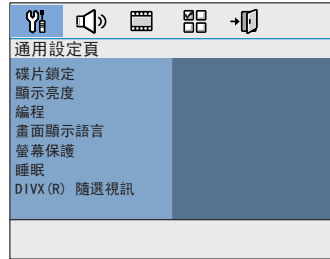 通用設定頁
碟片鎖定
顯示亮度
編程
畫面顯示語言
螢幕保護
睡眠
DIVX(R) 隨選視訊